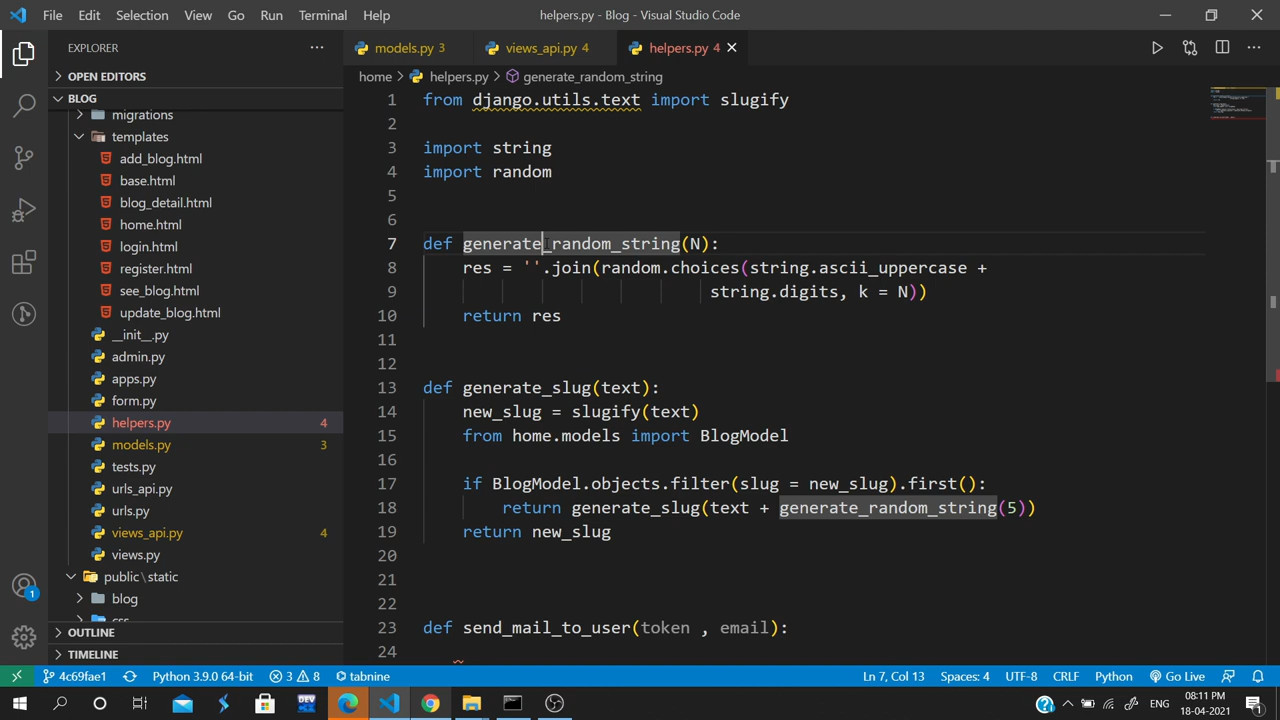 File Edit Selection View Go Run Terminal Help helpers.py - Blog - Visual Studio Code
EXPLORER
OPEN EDITORS
BLOG
migrations
templates
add_blog.html
base.html
blog_detail.html
home.html
login.html
register.html
see_blog.html
update_blog.html
__init__.py
admin.py
apps.py
form.py
helpers.py 4
models.py 3
tests.py
urls_api.py
urls.py
views_api.py 4
views.py
public\static
blog
css
OUTLINE
TIMELINE
1
models.py 3 views_api.py 4 helpers.py 4
home helpers.py generate_random_string
1 from django.utils.text import slugify
2
3 import string
4 import random
5
6
7 def generate_random_string(N):
8 res = ''.join(random.choices(string.ascii_uppercase +
9 string.digits, k = N))
10 return res
11
12
13 def generate_slug(text):
14 new_slug = slugify(text)
15 from home.models import BlogModel
16
17 if BlogModel.objects.filter(slug = new_slug).first():
18 return generate_slug(text + generate_random_string(5))
19 return new_slug
20
21
22
23 def send_mail_to_user(token , email):
24
4c69fae1 Python 3.9.0 64-bit 3 8 tabnine Ln 7, Col 13 Spaces: 4 UTF-8 CRLF Python Go Live
DEV ENG 08:11 PM
18-04-2021 1